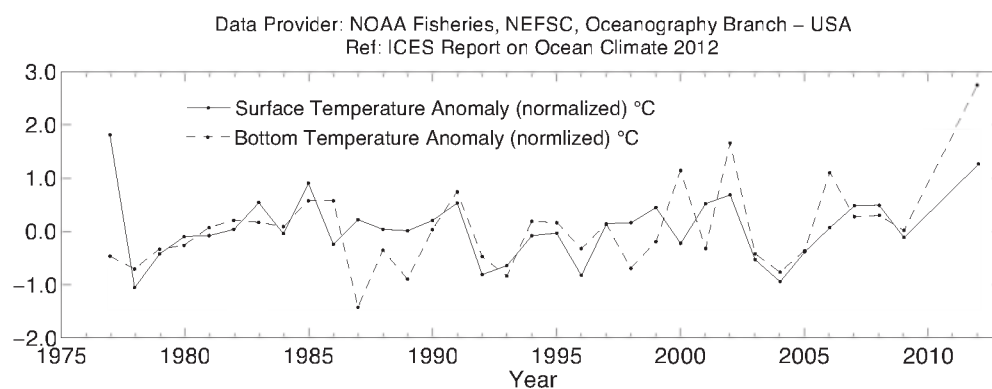 Data Provider: NOAA Fisheries, NEFSC, Oceanography Branch – USA
Ref: ICES Report on Ocean Climate 2012
3.0
Surface Temperature Anomaly (normalized) °C
2.0
Bottom Temperature Anomaly (normlized) °C
1.0
0.0
−1.0
−2.0
1975 1980 1985 1990 1995 2000 2005 2010
Year